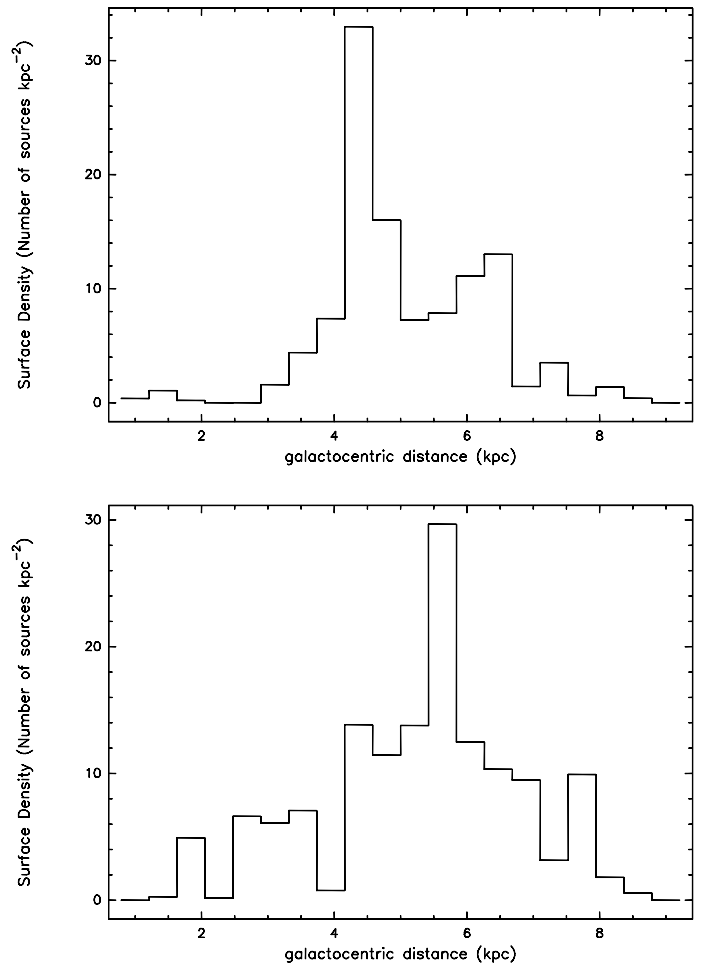 30
20
10
0
Surface Density (Number of sources kpc⁻²)
2 4 6 8
galactocentric distance (kpc)
30
20
10
0
Surface Density (Number of sources kpc⁻²)
2 4 6 8
galactocentric distance (kpc)